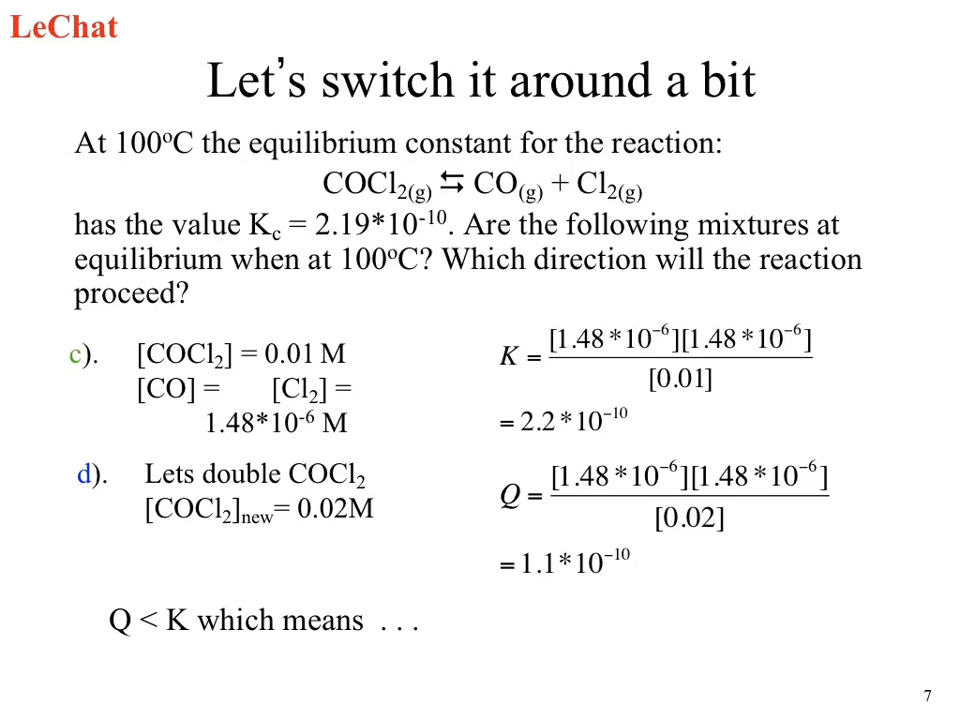 LeChat
Let's switch it around a bit
At 100°C the equilibrium constant for the reaction:
COCl₂₍g₎ ⇆ CO₍g₎ + Cl₂₍g₎
has the value Kc = 2.19*10⁻¹⁰. Are the following mixtures at
equilibrium when at 100°C? Which direction will the reaction
proceed?
c). [COCl₂] = 0.01 M
[CO] = [Cl₂] =
1.48*10⁻⁶ M
K = [1.48*10⁻⁶][1.48*10⁻⁶]
[0.01]
= 2.2*10⁻¹⁰
d). Lets double COCl₂
[COCl₂]new= 0.02M
Q = [1.48*10⁻⁶][1.48*10⁻⁶]
[0.02]
= 1.1*10⁻¹⁰
Q < K which means . . .
7